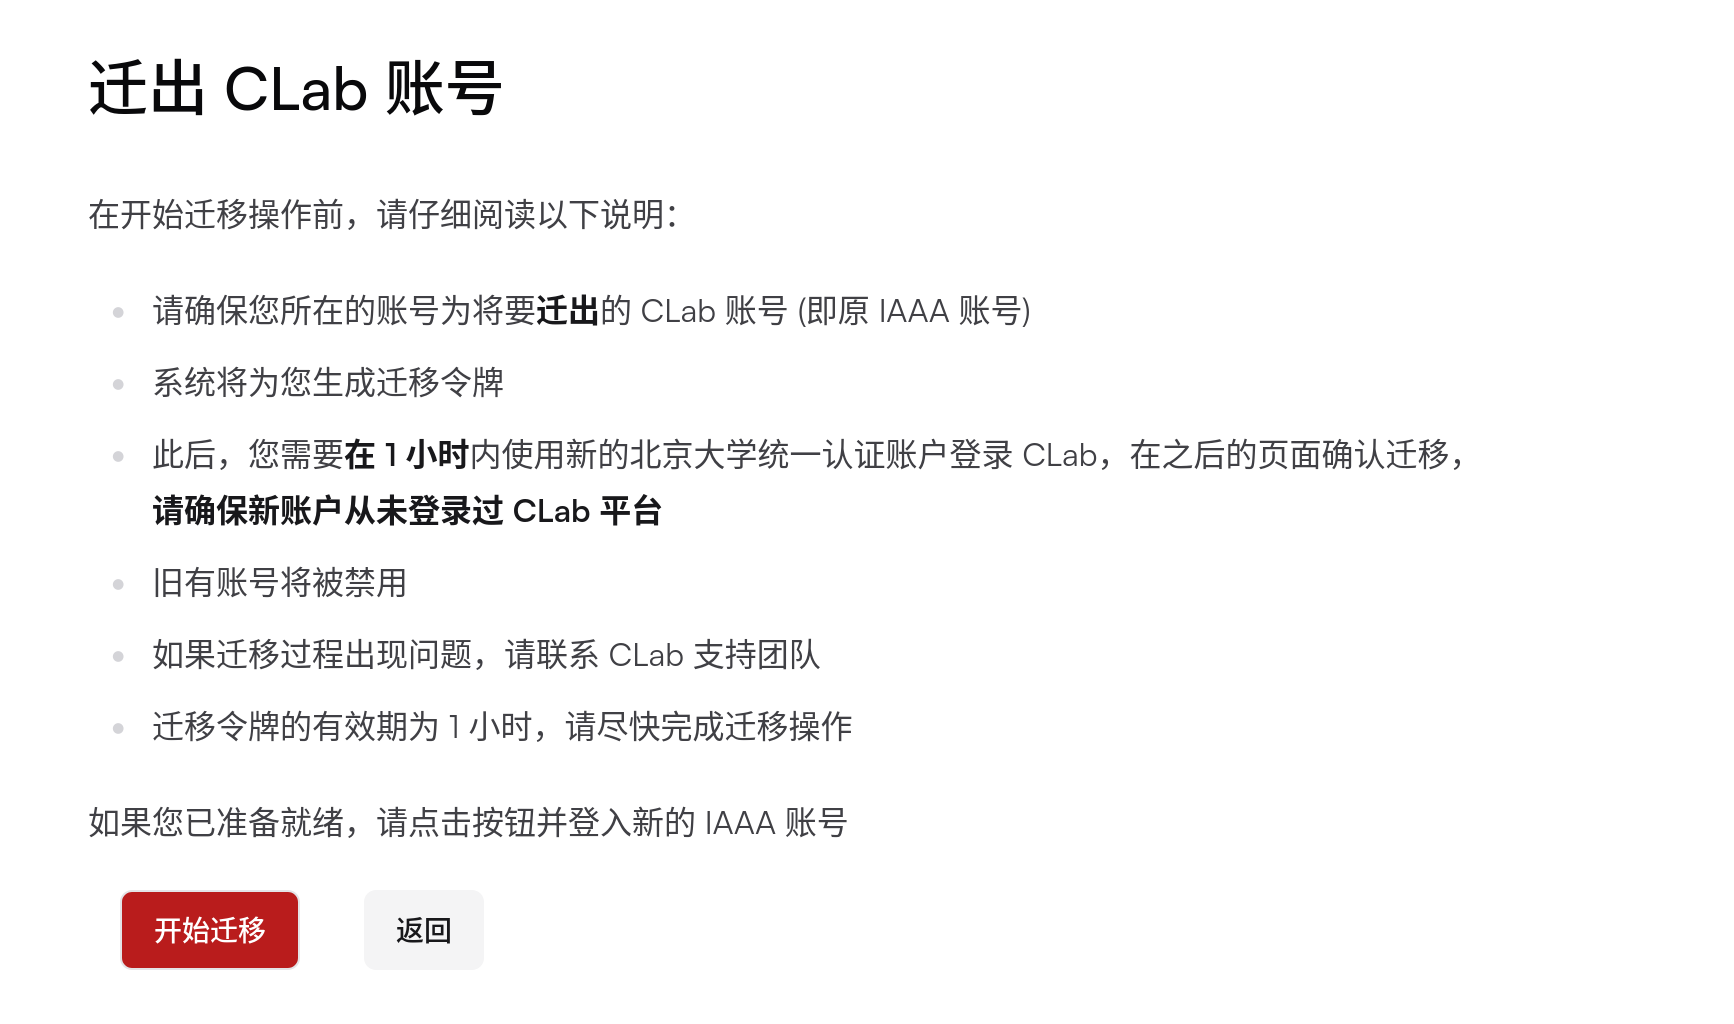 迁出 CLab 账号
在开始迁移操作前，请仔细阅读以下说明：
请确保您所在的账号为将要迁出的 CLab 账号 (即原 IAAA 账号)
系统将为您生成迁移令牌
此后，您需要在 1 小时内使用新的北京大学统一认证账户登录 CLab，在之后的页面确认迁移，
请确保新账户从未登录过 CLab 平台
旧有账号将被禁用
如果迁移过程出现问题，请联系 CLab 支持团队
迁移令牌的有效期为 1 小时，请尽快完成迁移操作
如果您已准备就绪，请点击按钮并登入新的 IAAA 账号
开始迁移 返回